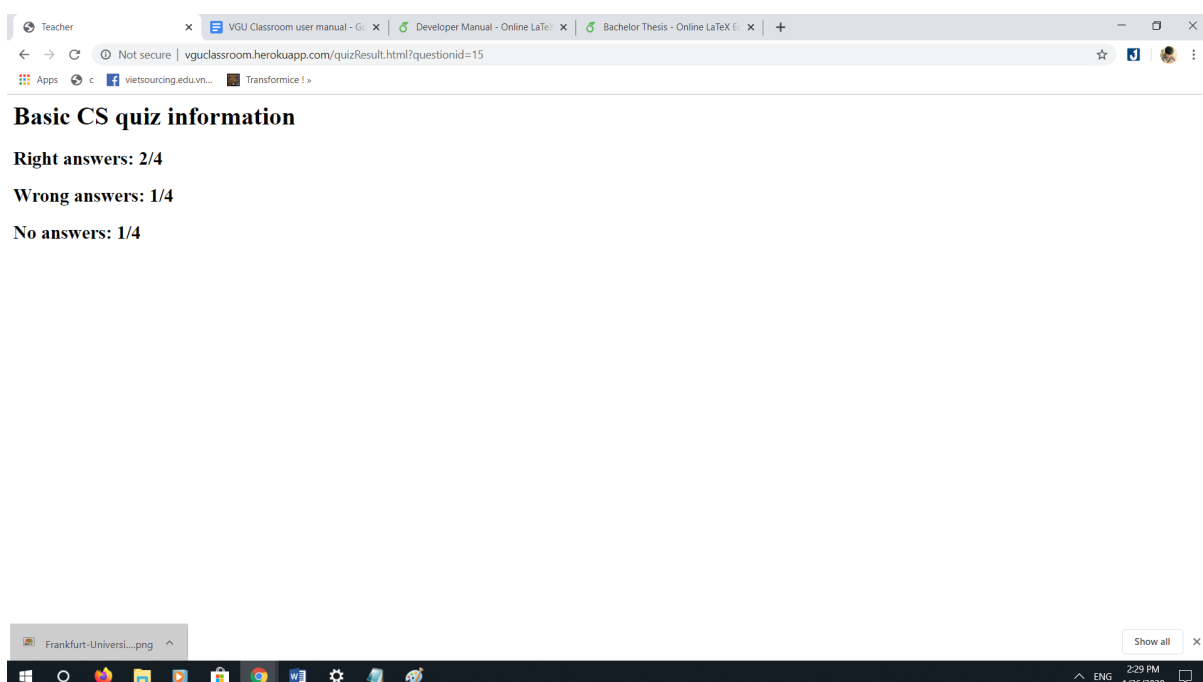 Teacher
VGU Classroom user manual - Go
Developer Manual - Online LaTeX
Bachelor Thesis - Online LaTeX Ed
Not secure | vguclassroom.herokuapp.com/quizResult.html?questionid=15
Apps
c
vietsourcing.edu.vn...
Transformice ! »
Basic CS quiz information
Right answers: 2/4
Wrong answers: 1/4
No answers: 1/4
Frankfurt-Universi....png
Show all
ENG
2:29 PM